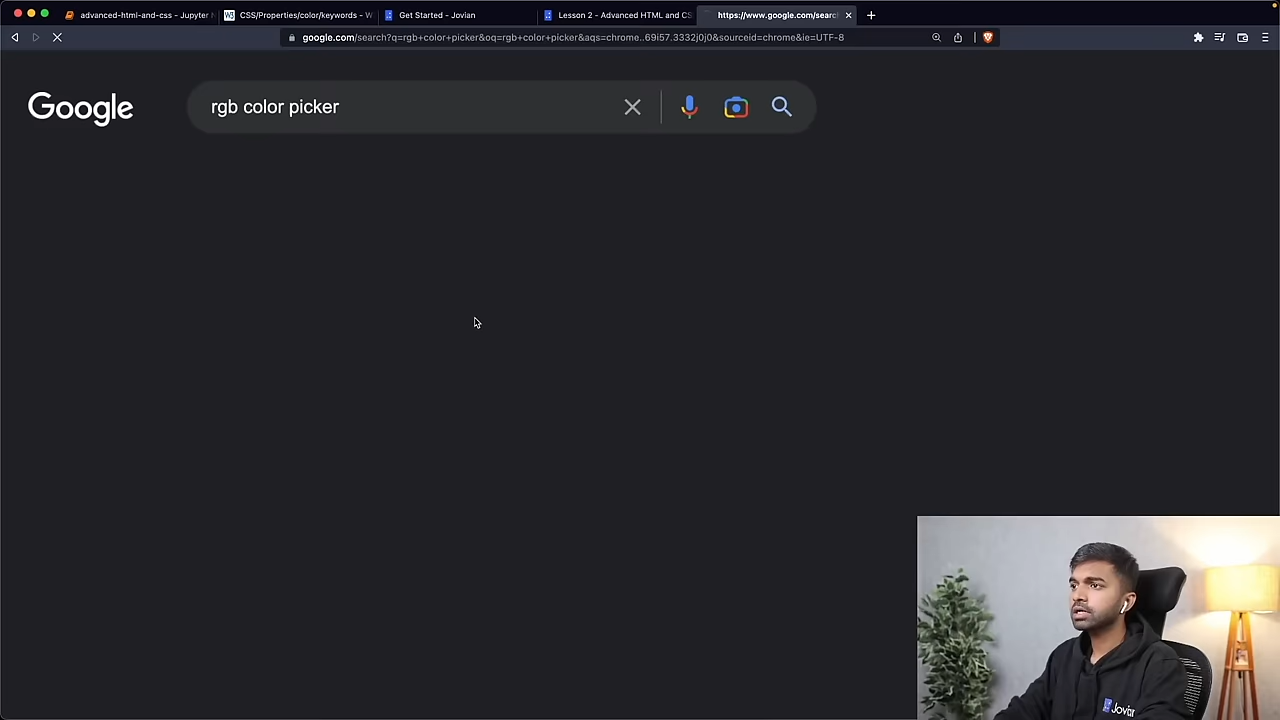 advanced-html-and-css - Jupyter
CSS/Properties/color/keywords - W
Get Started - Jovian
Lesson 2 - Advanced HTML and CS
https://www.google.com/sear
google.com/search?q=rgb+color+picker&oq=rgb+color+picker&aqs=chrome..69i57.3332j0j0&sourceid=chrome&ie=UTF-8
Google
rgb color picker
Jovian